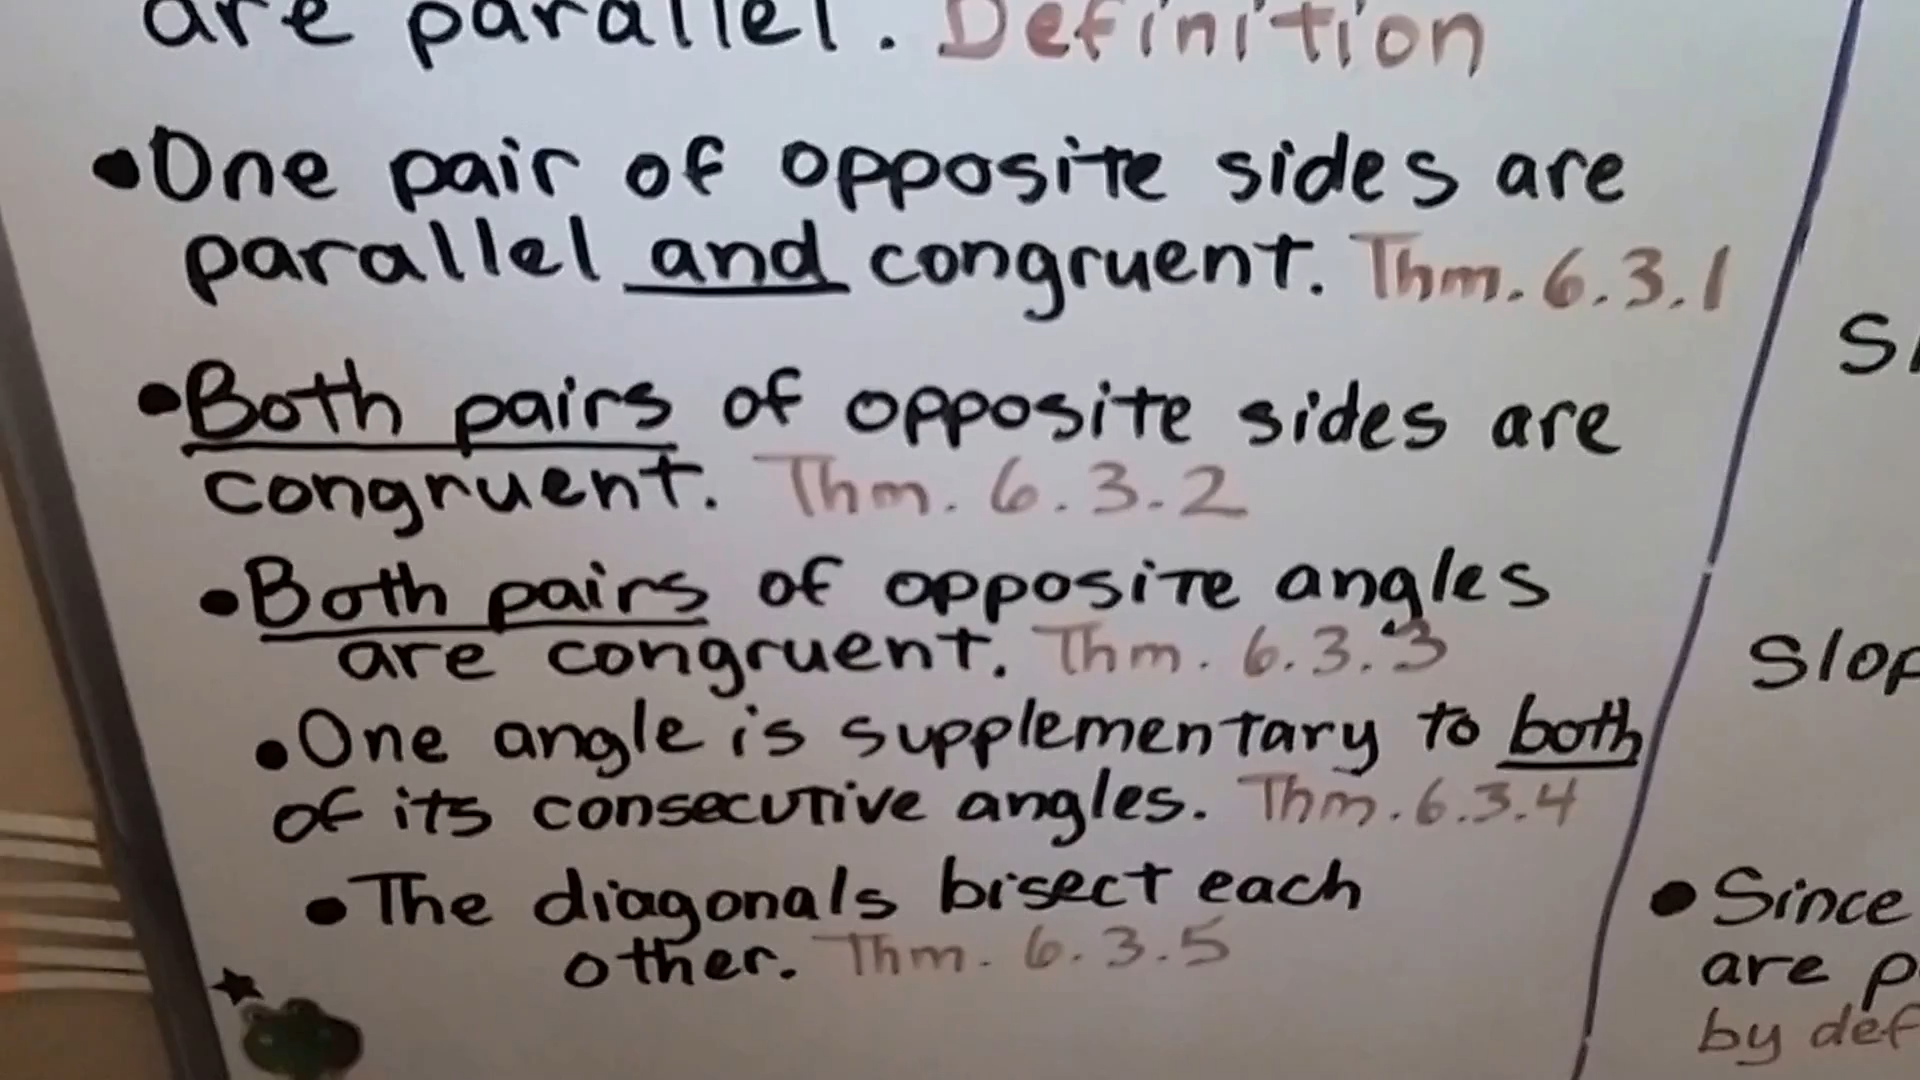 are parallel. Definition
•One pair of opposite sides are
parallel and congruent. Thm. 6.3.1
•Both pairs of opposite sides are
congruent. Thm. 6.3.2
•Both pairs of opposite angles
are congruent. Thm. 6.3.3
•One angle is supplementary to both
of its consecutive angles. Thm. 6.3.4
•The diagonals bisect each
other. Thm. 6.3.5
•Since
are p
by def